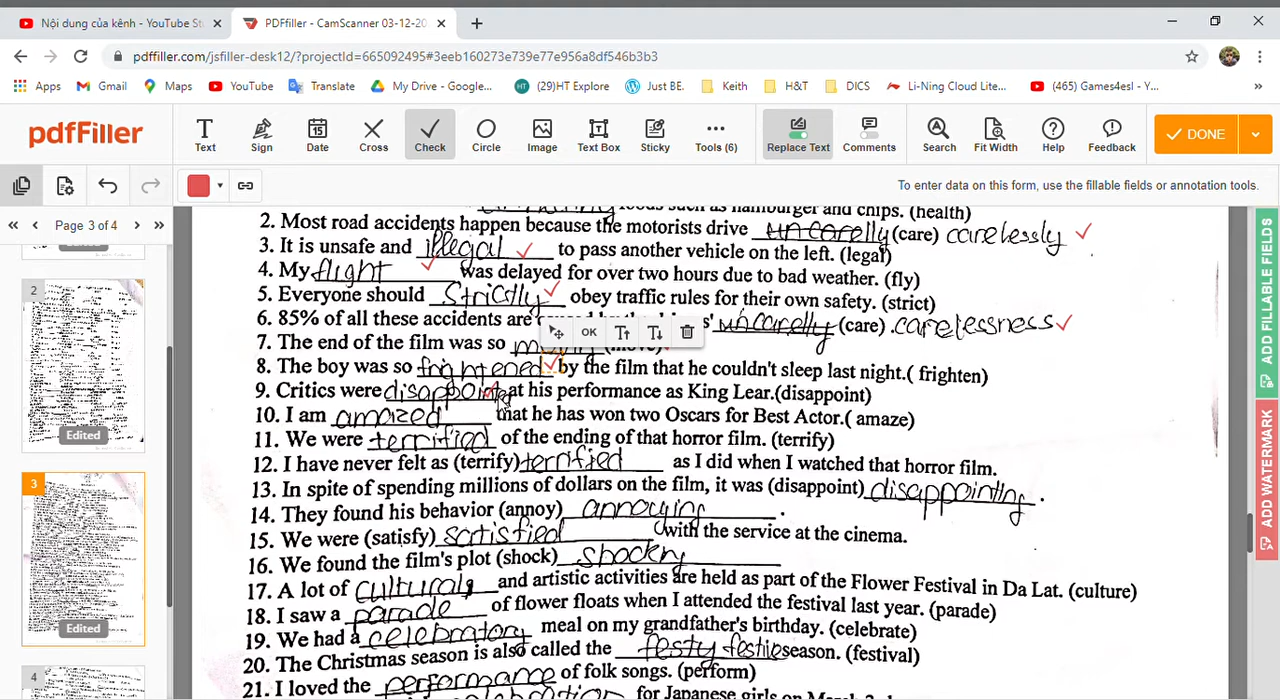 Nội dung của kênh - YouTube St
PDFfiller - CamScanner 03-12-20
pdffiller.com/jsfiller-desk12/?projectId=665092495#3eeb160273e739e77e956a8df546b3b3
Apps Gmail Maps YouTube Translate My Drive - Google... (29)HT Explore Just BE. Keith H&T DICS Li-Ning Cloud Lite... (465) Games4esl - Y...
pdfFiller
Text Sign Date Cross Check Circle Image Text Box Sticky Tools (6) Replace Text Comments Search Fit Width Help Feedback DONE
To enter data on this form, use the fillable fields or annotation tools.
Page 3 of 4
ADD FILLABLE FIELDS
ADD WATERMARK
Edited
2
Edited
3
Edited
4
foods such as hamburger and chips. (health)
2. Most road accidents happen because the motorists drive uncarelly (care) carelessly
3. It is unsafe and illegal to pass another vehicle on the left. (legal)
4. My flight was delayed for over two hours due to bad weather. (fly)
5. Everyone should Strictly obey traffic rules for their own safety. (strict)
6. 85% of all these accidents are s' uncarelly (care) .carelessness
OK
7. The end of the film was so
8. The boy was so frightened by the film that he couldn't sleep last night.( frighten)
9. Critics were at his performance as King Lear.(disappoint)
10. I am amazed that he has won two Oscars for Best Actor.( amaze)
11. We were terrified of the ending of that horror film. (terrify)
12. I have never felt as (terrify) terrified as I did when I watched that horror film.
13. In spite of spending millions of dollars on the film, it was (disappoint) disappointing .
14. They found his behavior (annoy) annoying .
15. We were (satisfy) satisfied with the service at the cinema.
16. We found the film's plot (shock)
17. A lot of culturals and artistic activities are held as part of the Flower Festival in Da Lat. (culture)
18. I saw a parade of flower floats when I attended the festival last year. (parade)
19. We had a celebratory meal on my grandfather's birthday. (celebrate)
20. The Christmas season is also called the festy season. (festival)
21. I loved the performance of folk songs. (perform)
for Japanese girls on March